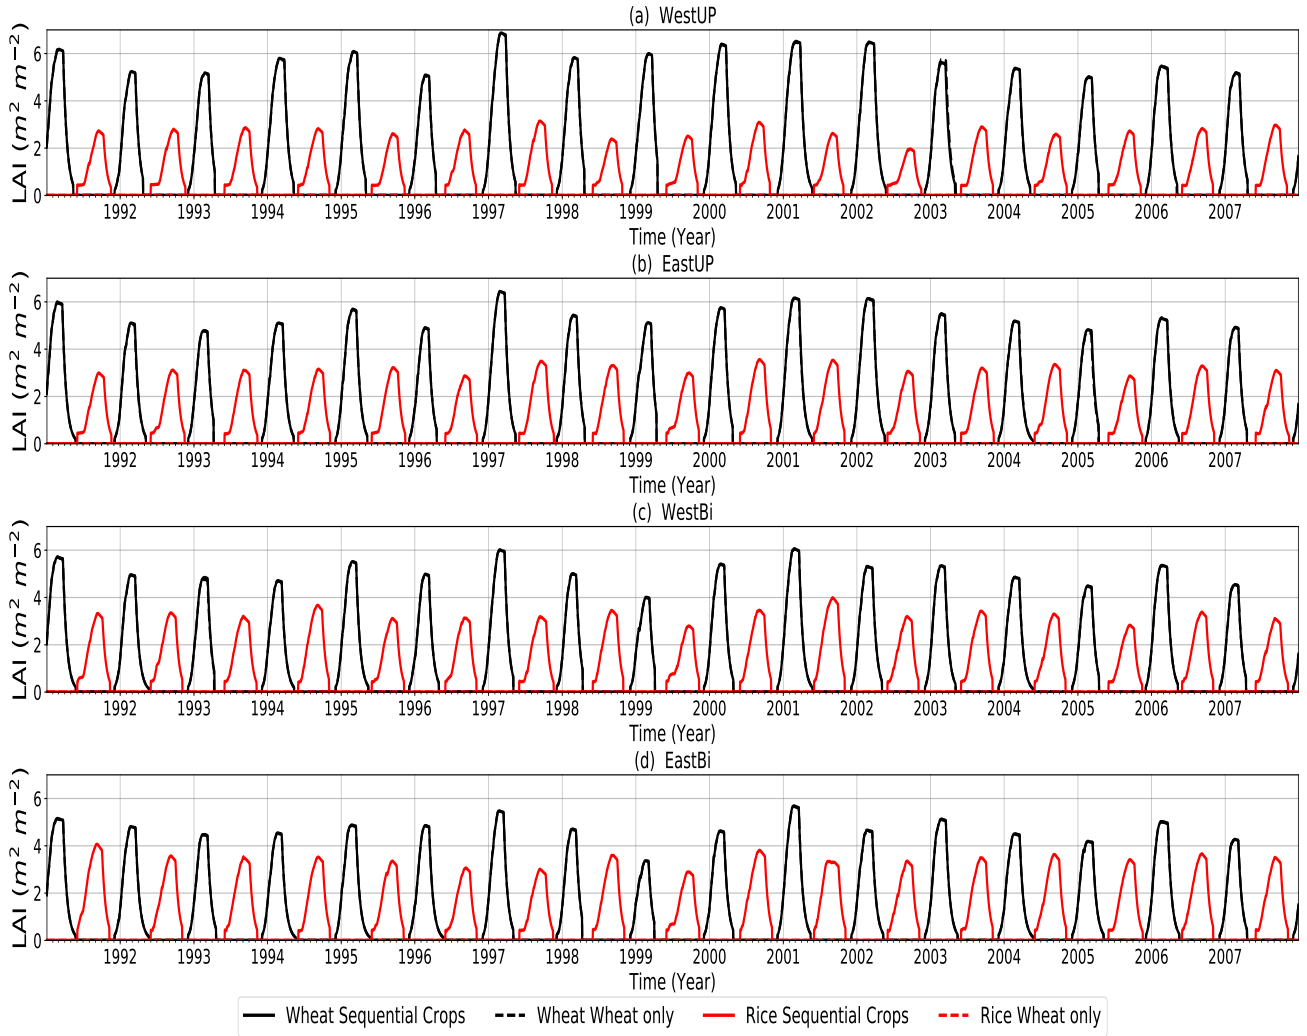 (a) WestUP
LAI (m² m⁻²)
6
4
2
0
1992 1993 1994 1995 1996 1997 1998 1999 2000 2001 2002 2003 2004 2005 2006 2007
Time (Year)
(b) EastUP
LAI (m² m⁻²)
6
4
2
0
1992 1993 1994 1995 1996 1997 1998 1999 2000 2001 2002 2003 2004 2005 2006 2007
Time (Year)
(c) WestBi
LAI (m² m⁻²)
6
4
2
0
1992 1993 1994 1995 1996 1997 1998 1999 2000 2001 2002 2003 2004 2005 2006 2007
Time (Year)
(d) EastBi
LAI (m² m⁻²)
6
4
2
0
1992 1993 1994 1995 1996 1997 1998 1999 2000 2001 2002 2003 2004 2005 2006 2007
Time (Year)
Wheat Sequential Crops Wheat Wheat only Rice Sequential Crops Rice Wheat only